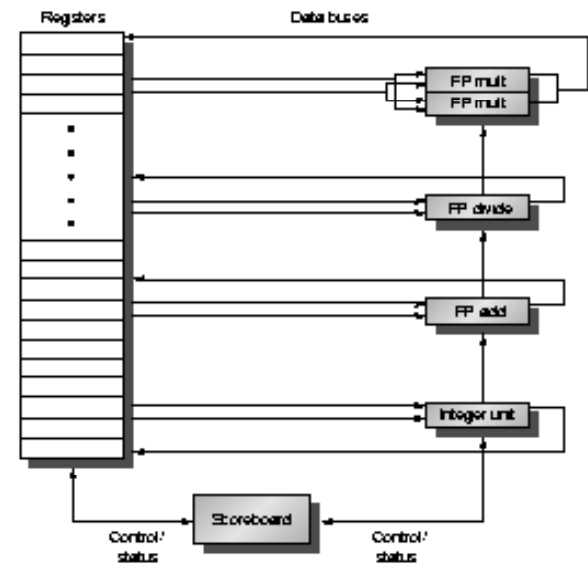 Registers
Data buses
FP mult
FP mult
FP divide
FP add
Integer unit
Scoreboard
Control/
status
Control/
status